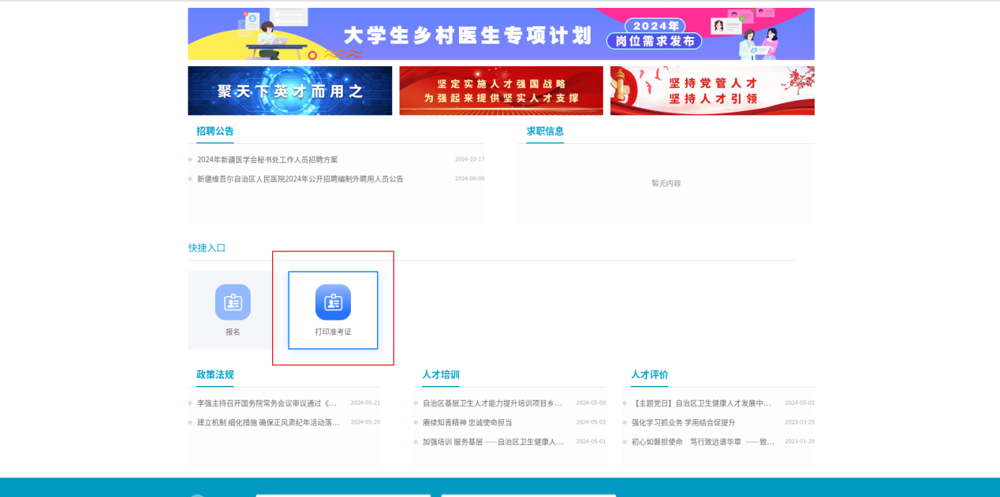 大学生乡村医生专项计划
2024年
岗位需求发布
聚天下英才而用之
坚定实施人才强国战略
为强起来提供坚实人才支撑
坚持党管人才
坚持人才引领
招聘公告
求职信息
2024年新疆医学会秘书处工作人员招聘方案 2024-10-17
新疆维吾尔自治区人民医院2024年公开招聘编制外聘用人员公告 2024-06-06
暂无内容
快捷入口
报名
打印准考证
政策法规
人才培训
人才评价
李强主持召开国务院常务会议审议通过《... 2024-05-21
建立机制 细化措施 确保正风肃纪年活动落... 2024-05-20
自治区基层卫生人才能力提升培训项目乡... 2024-05-09
赓续知青精神 忠诚使命担当 2024-05-02
加强培训 服务基层——自治区卫生健康人... 2024-05-01
【主题党日】自治区卫生健康人才发展中... 2024-05-01
强化学习抓业务 学用结合促提升 2023-03-25
初心如磐担使命　笃行致远谱华章 ——致... 2023-01-20